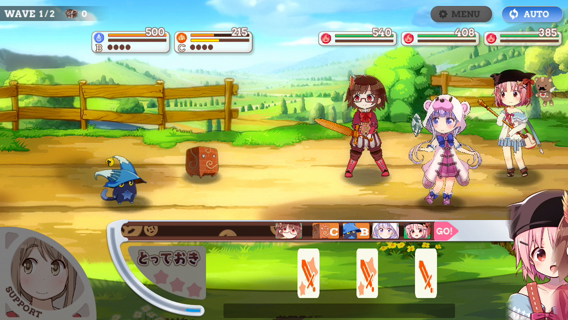 WAVE 1/2 0
MENU
AUTO
500
B
215
C
540
408
385
C
B
GO!
とっておき
SUPPORT